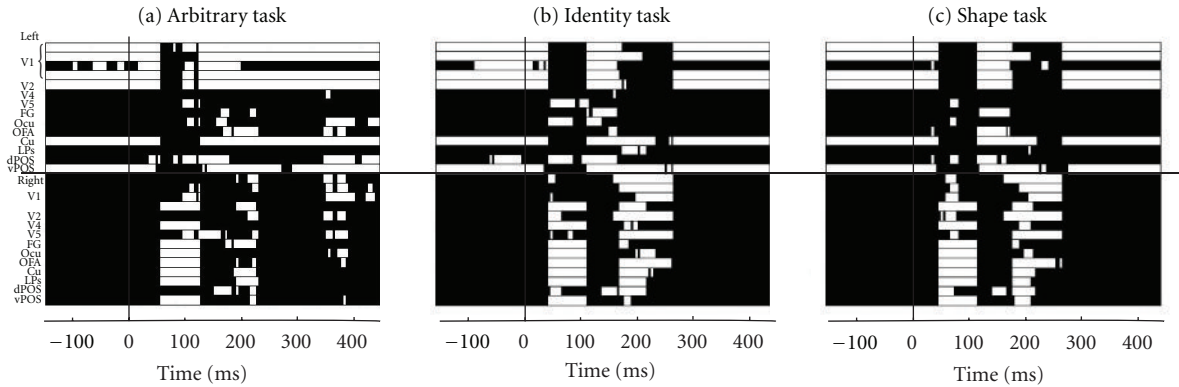 (a) Arbitrary task
(b) Identity task
(c) Shape task
Left
V1
V2
V4
V5
FG
Ocu
OFA
Cu
LPs
dPOS
vPOS
Right
V1
V2
V4
V5
FG
Ocu
OFA
Cu
LPs
dPOS
vPOS
−100 0 100 200 300 400
−100 0 100 200 300 400
−100 0 100 200 300 400
Time (ms)
Time (ms)
Time (ms)